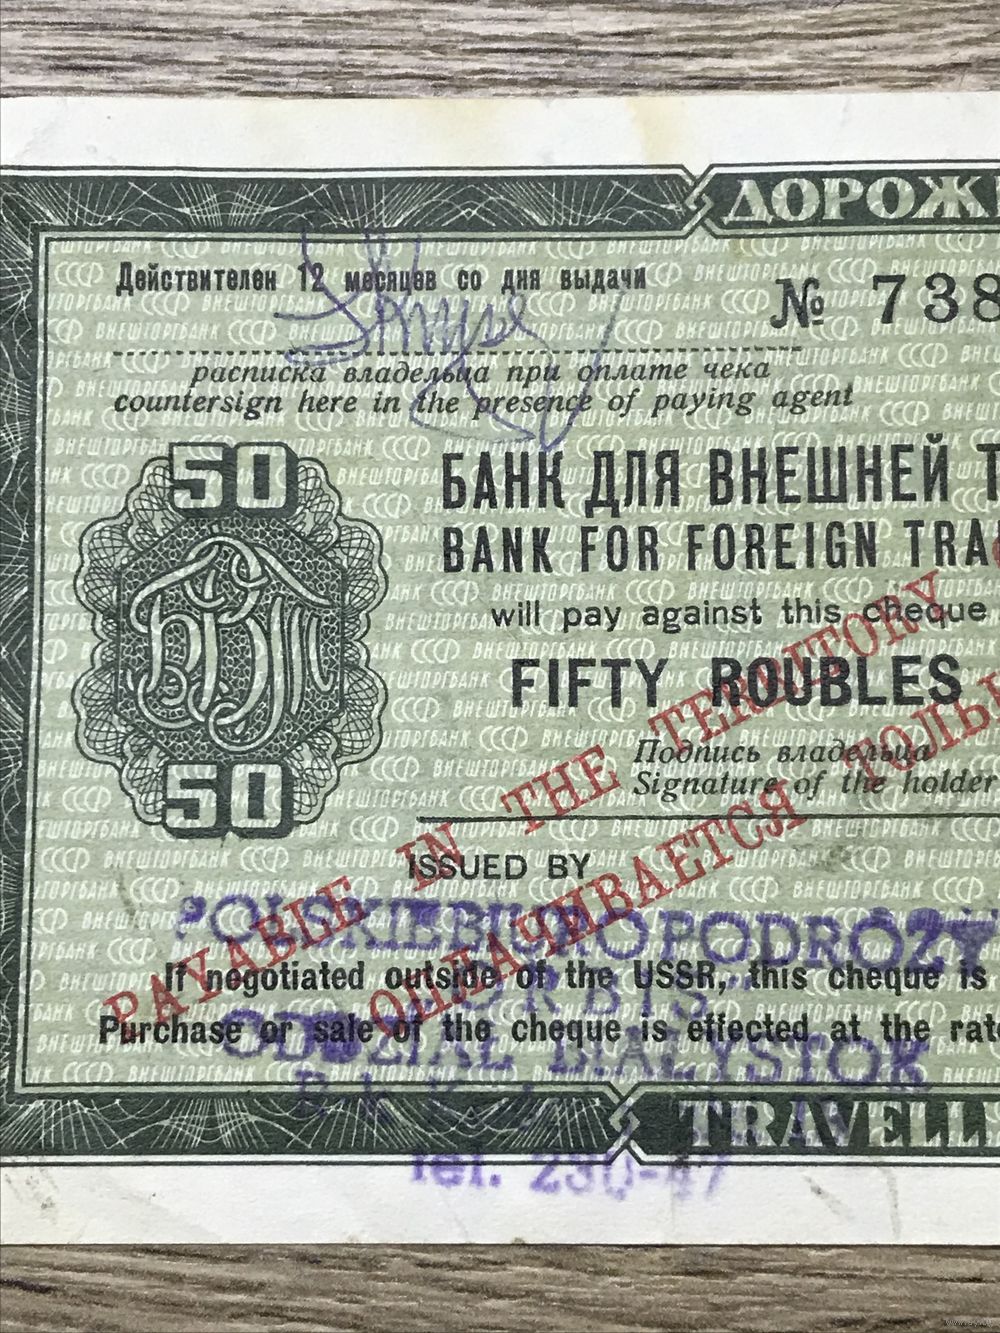 ДОРОЖ
Действителен 12 месяцев со дня выдачи
№ 738
расписка владельца при оплате чека
countersign here in the presence of paying agent
50
БАНК ДЛЯ ВНЕШНЕЙ Т
BANK FOR FOREIGN TRA
will pay against this cheque
FIFTY ROUBLES
Подпись владельца
Signature of the holder
50
PAYABLE IN THE TERRITORY
ОПЛАЧИВАЕТСЯ ТОЛЬ
ISSUED BY
POLSKIE BIURO PODRÓŻY
If negotiated outside of the USSR, this cheque is
"ORBIS"
Purchase or sale of the cheque is effected at the rat
ODDZIAŁ BIAŁYSTOK
TRAVELL
Tel. 230-47